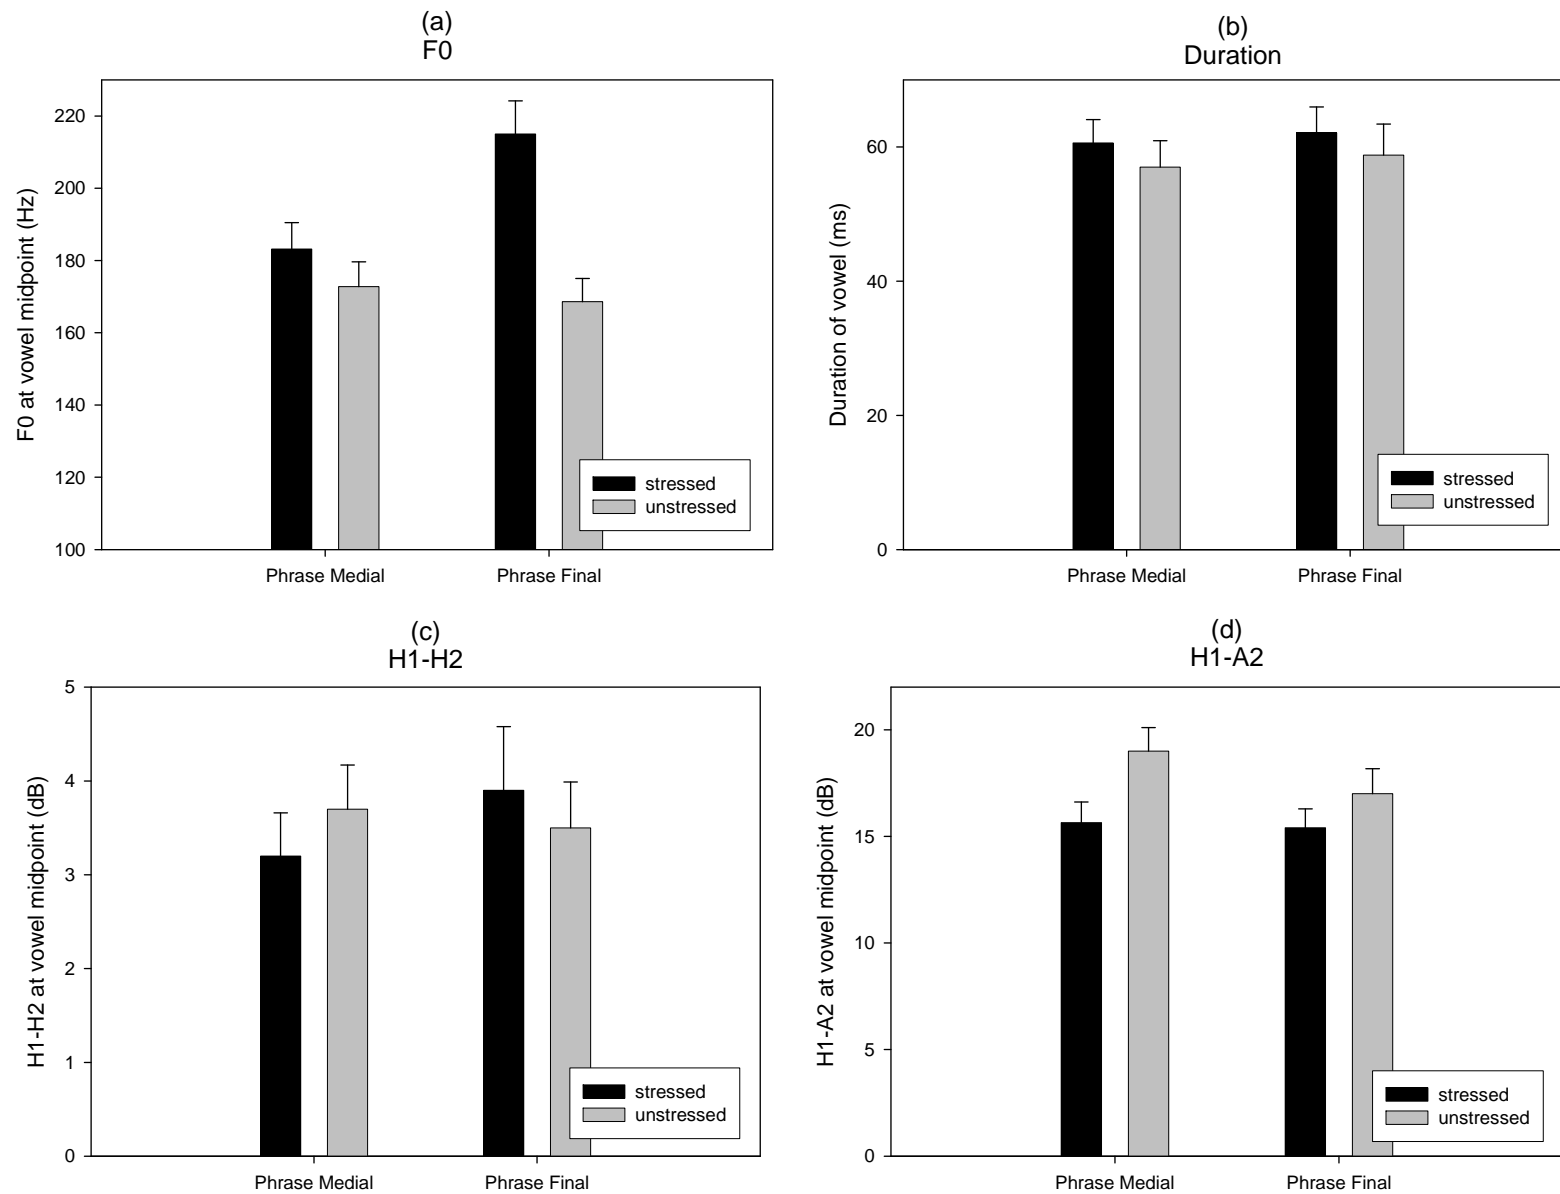 (a)
F0
F0 at vowel midpoint (Hz)
220
200
180
160
140
120
100
Phrase Medial
Phrase Final
stressed
unstressed
(b)
Duration
Duration of vowel (ms)
60
40
20
0
Phrase Medial
Phrase Final
stressed
unstressed
(c)
H1-H2
H1-H2 at vowel midpoint (dB)
5
4
3
2
1
0
Phrase Medial
Phrase Final
stressed
unstressed
(d)
H1-A2
H1-A2 at vowel midpoint (dB)
20
15
10
5
0
Phrase Medial
Phrase Final
stressed
unstressed